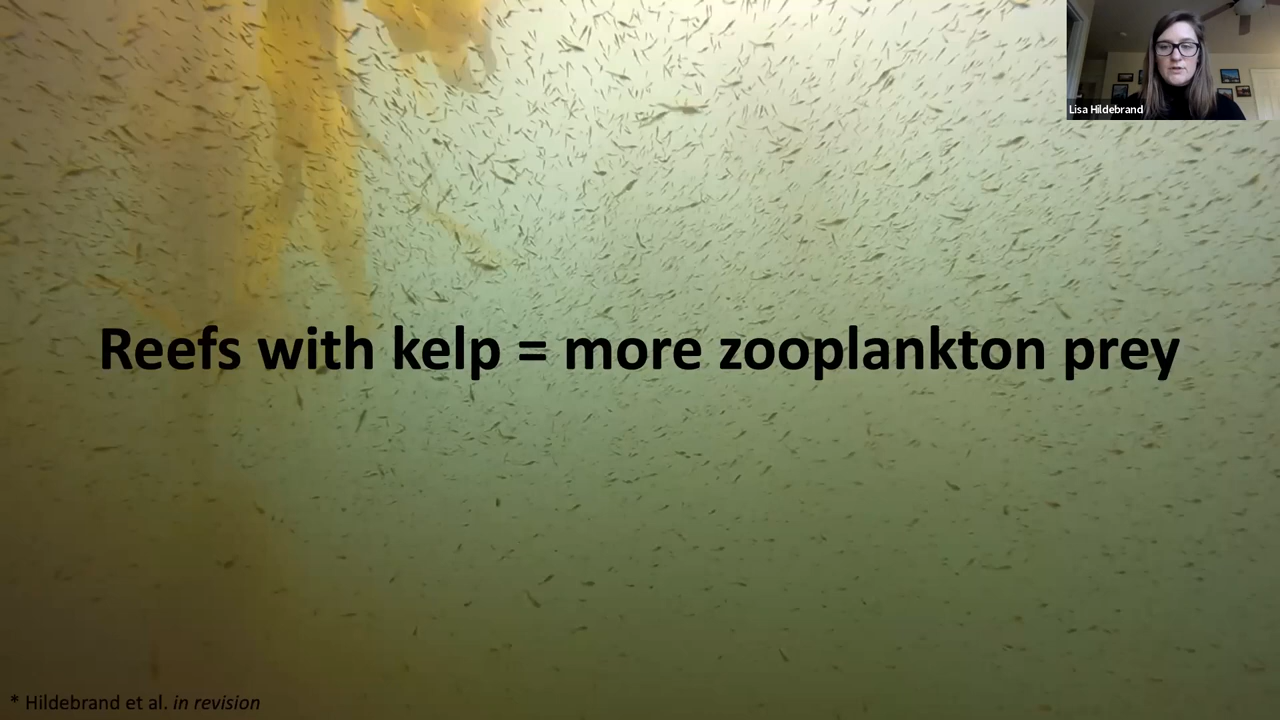 Lisa Hildebrand
Reefs with kelp = more zooplankton prey
* Hildebrand et al. in revision